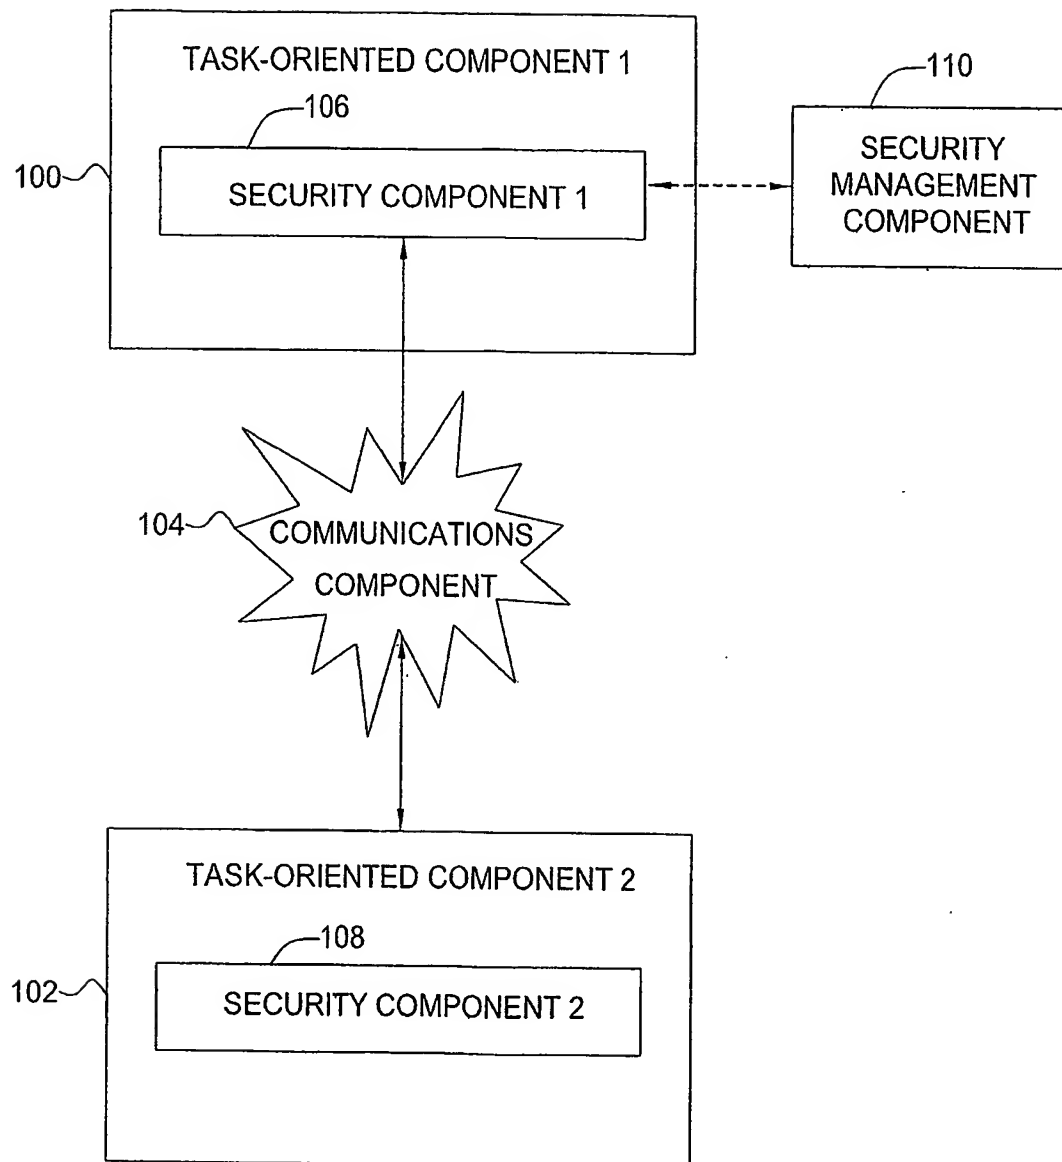 TASK-ORIENTED COMPONENT 1
106
SECURITY COMPONENT 1
100
110
SECURITY
MANAGEMENT
COMPONENT
104
COMMUNICATIONS
COMPONENT
TASK-ORIENTED COMPONENT 2
108
SECURITY COMPONENT 2
102